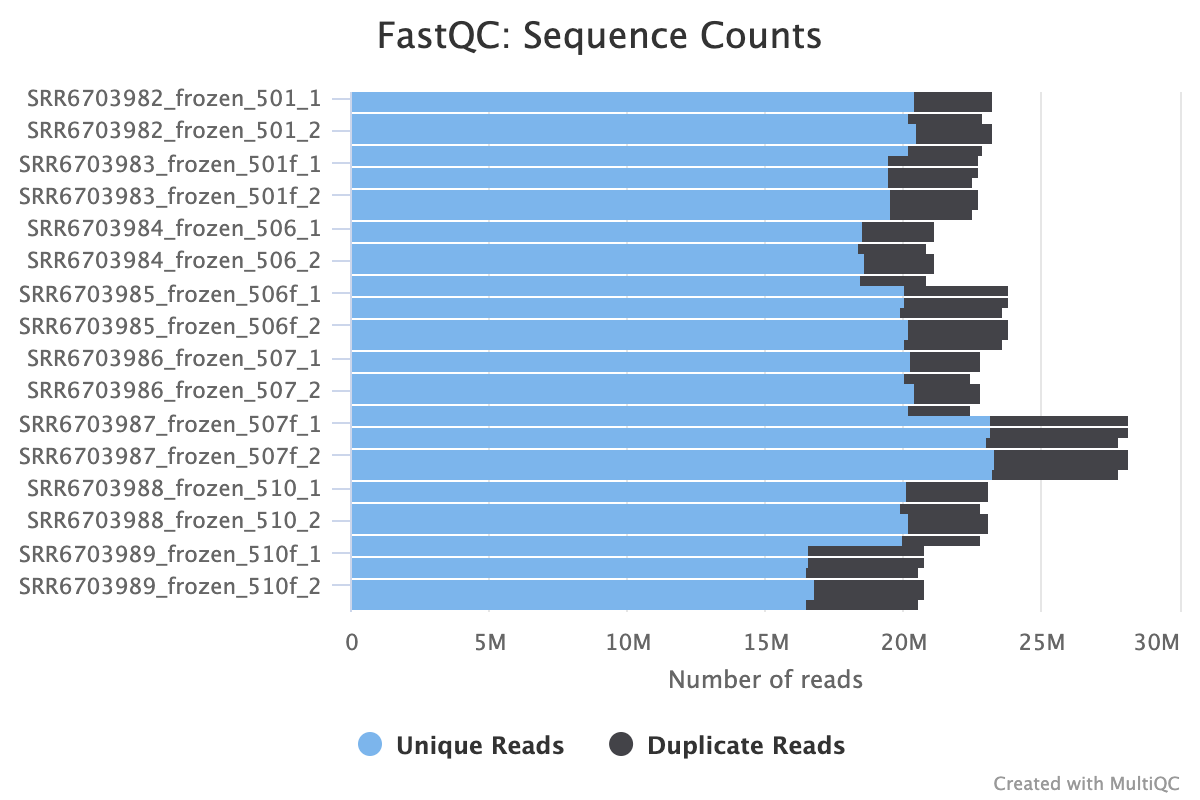 FastQC: Sequence Counts
SRR6703982_frozen_501_1
SRR6703982_frozen_501_2
SRR6703983_frozen_501f_1
SRR6703983_frozen_501f_2
SRR6703984_frozen_506_1
SRR6703984_frozen_506_2
SRR6703985_frozen_506f_1
SRR6703985_frozen_506f_2
SRR6703986_frozen_507_1
SRR6703986_frozen_507_2
SRR6703987_frozen_507f_1
SRR6703987_frozen_507f_2
SRR6703988_frozen_510_1
SRR6703988_frozen_510_2
SRR6703989_frozen_510f_1
SRR6703989_frozen_510f_2
0 5M 10M 15M 20M 25M 30M
Number of reads
Unique Reads Duplicate Reads
Created with MultiQC